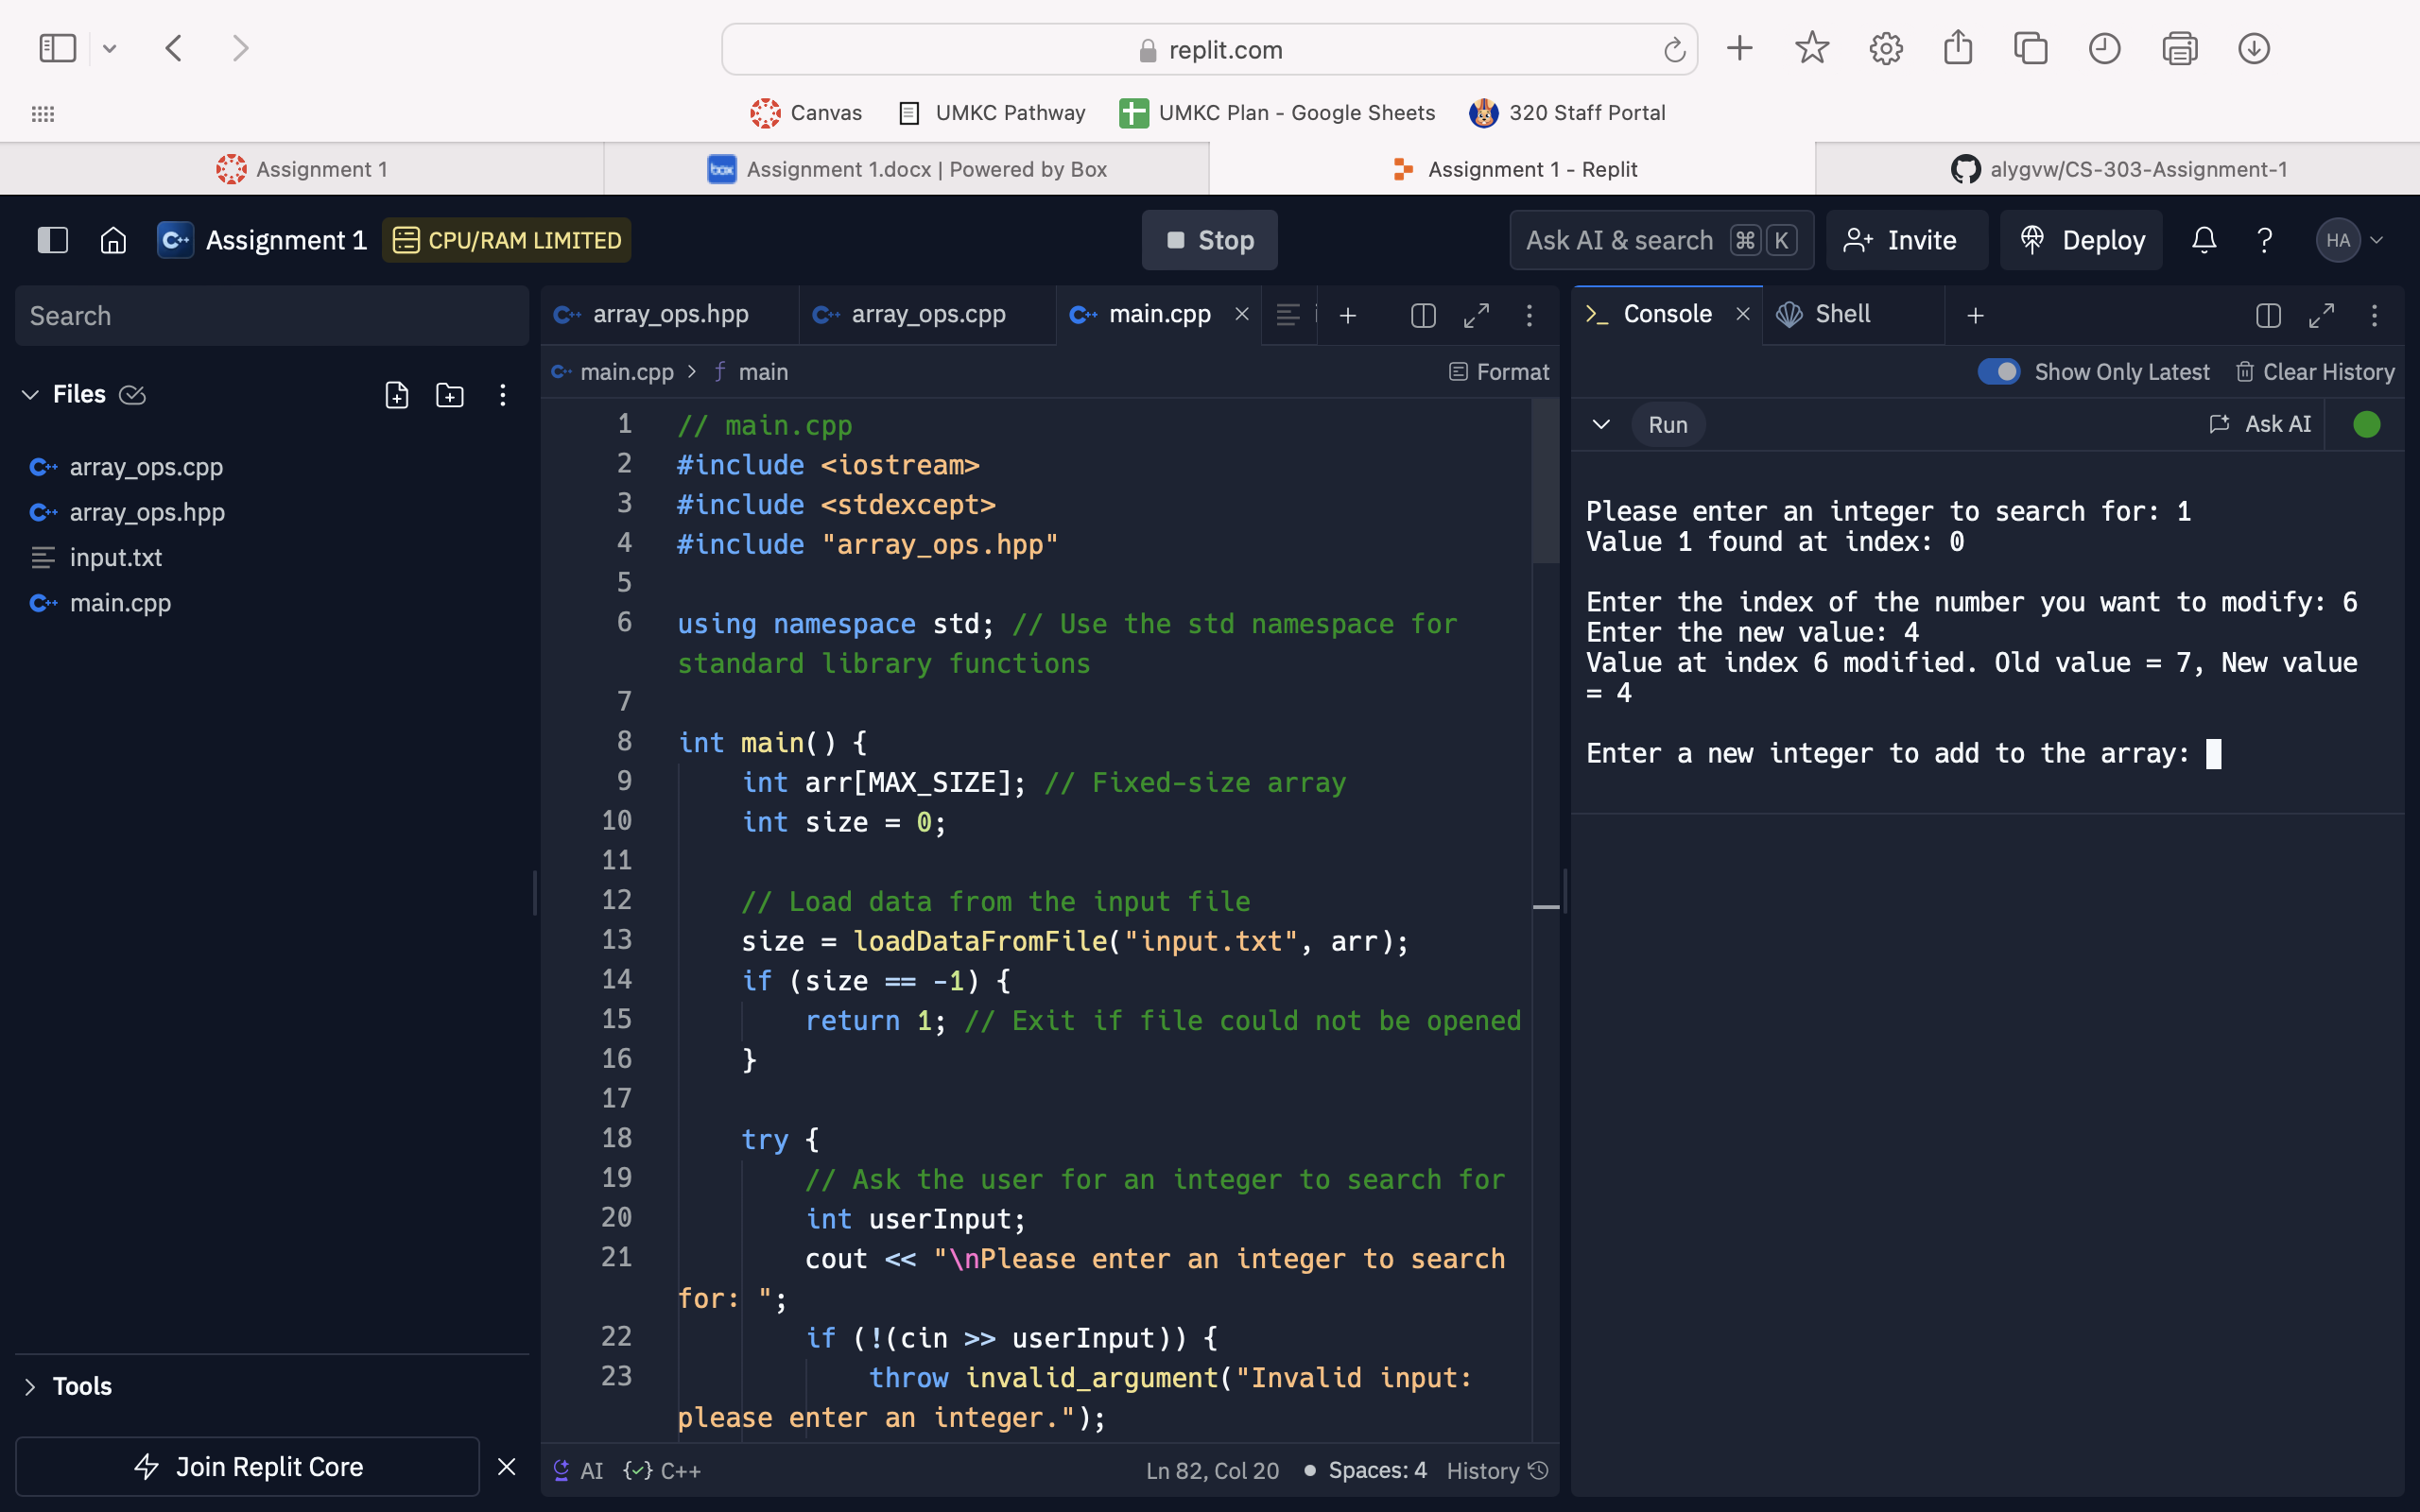 replit.com
Canvas
UMKC Pathway
UMKC Plan - Google Sheets
320 Staff Portal
Assignment 1
box Assignment 1.docx | Powered by Box
Assignment 1 - Replit
alygvw/CS-303-Assignment-1
C++ Assignment 1
CPU/RAM LIMITED
Stop
Ask AI & search ⌘ K
Invite
Deploy
?
HA
Search
Files
C++ array_ops.cpp
C++ array_ops.hpp
input.txt
C++ main.cpp
Tools
Join Replit Core
C++ array_ops.hpp
C++ array_ops.cpp
C++ main.cpp
C++ main.cpp > ƒ main
Format
1 // main.cpp
2 #include <iostream>
3 #include <stdexcept>
4 #include "array_ops.hpp"
5
6 using namespace std; // Use the std namespace for
standard library functions
7
8 int main() {
9 int arr[MAX_SIZE]; // Fixed-size array
10 int size = 0;
11
12 // Load data from the input file
13 size = loadDataFromFile("input.txt", arr);
14 if (size == -1) {
15 return 1; // Exit if file could not be opened
16 }
17
18 try {
19 // Ask the user for an integer to search for
20 int userInput;
21 cout << "\nPlease enter an integer to search
for: ";
22 if (!(cin >> userInput)) {
23 throw invalid_argument("Invalid input:
please enter an integer.");
AI {✓} C++
Ln 82, Col 20 • Spaces: 4 History
>_ Console
Shell
Show Only Latest
Clear History
Run
Ask AI
Please enter an integer to search for: 1
Value 1 found at index: 0
Enter the index of the number you want to modify: 6
Enter the new value: 4
Value at index 6 modified. Old value = 7, New value
= 4
Enter a new integer to add to the array: